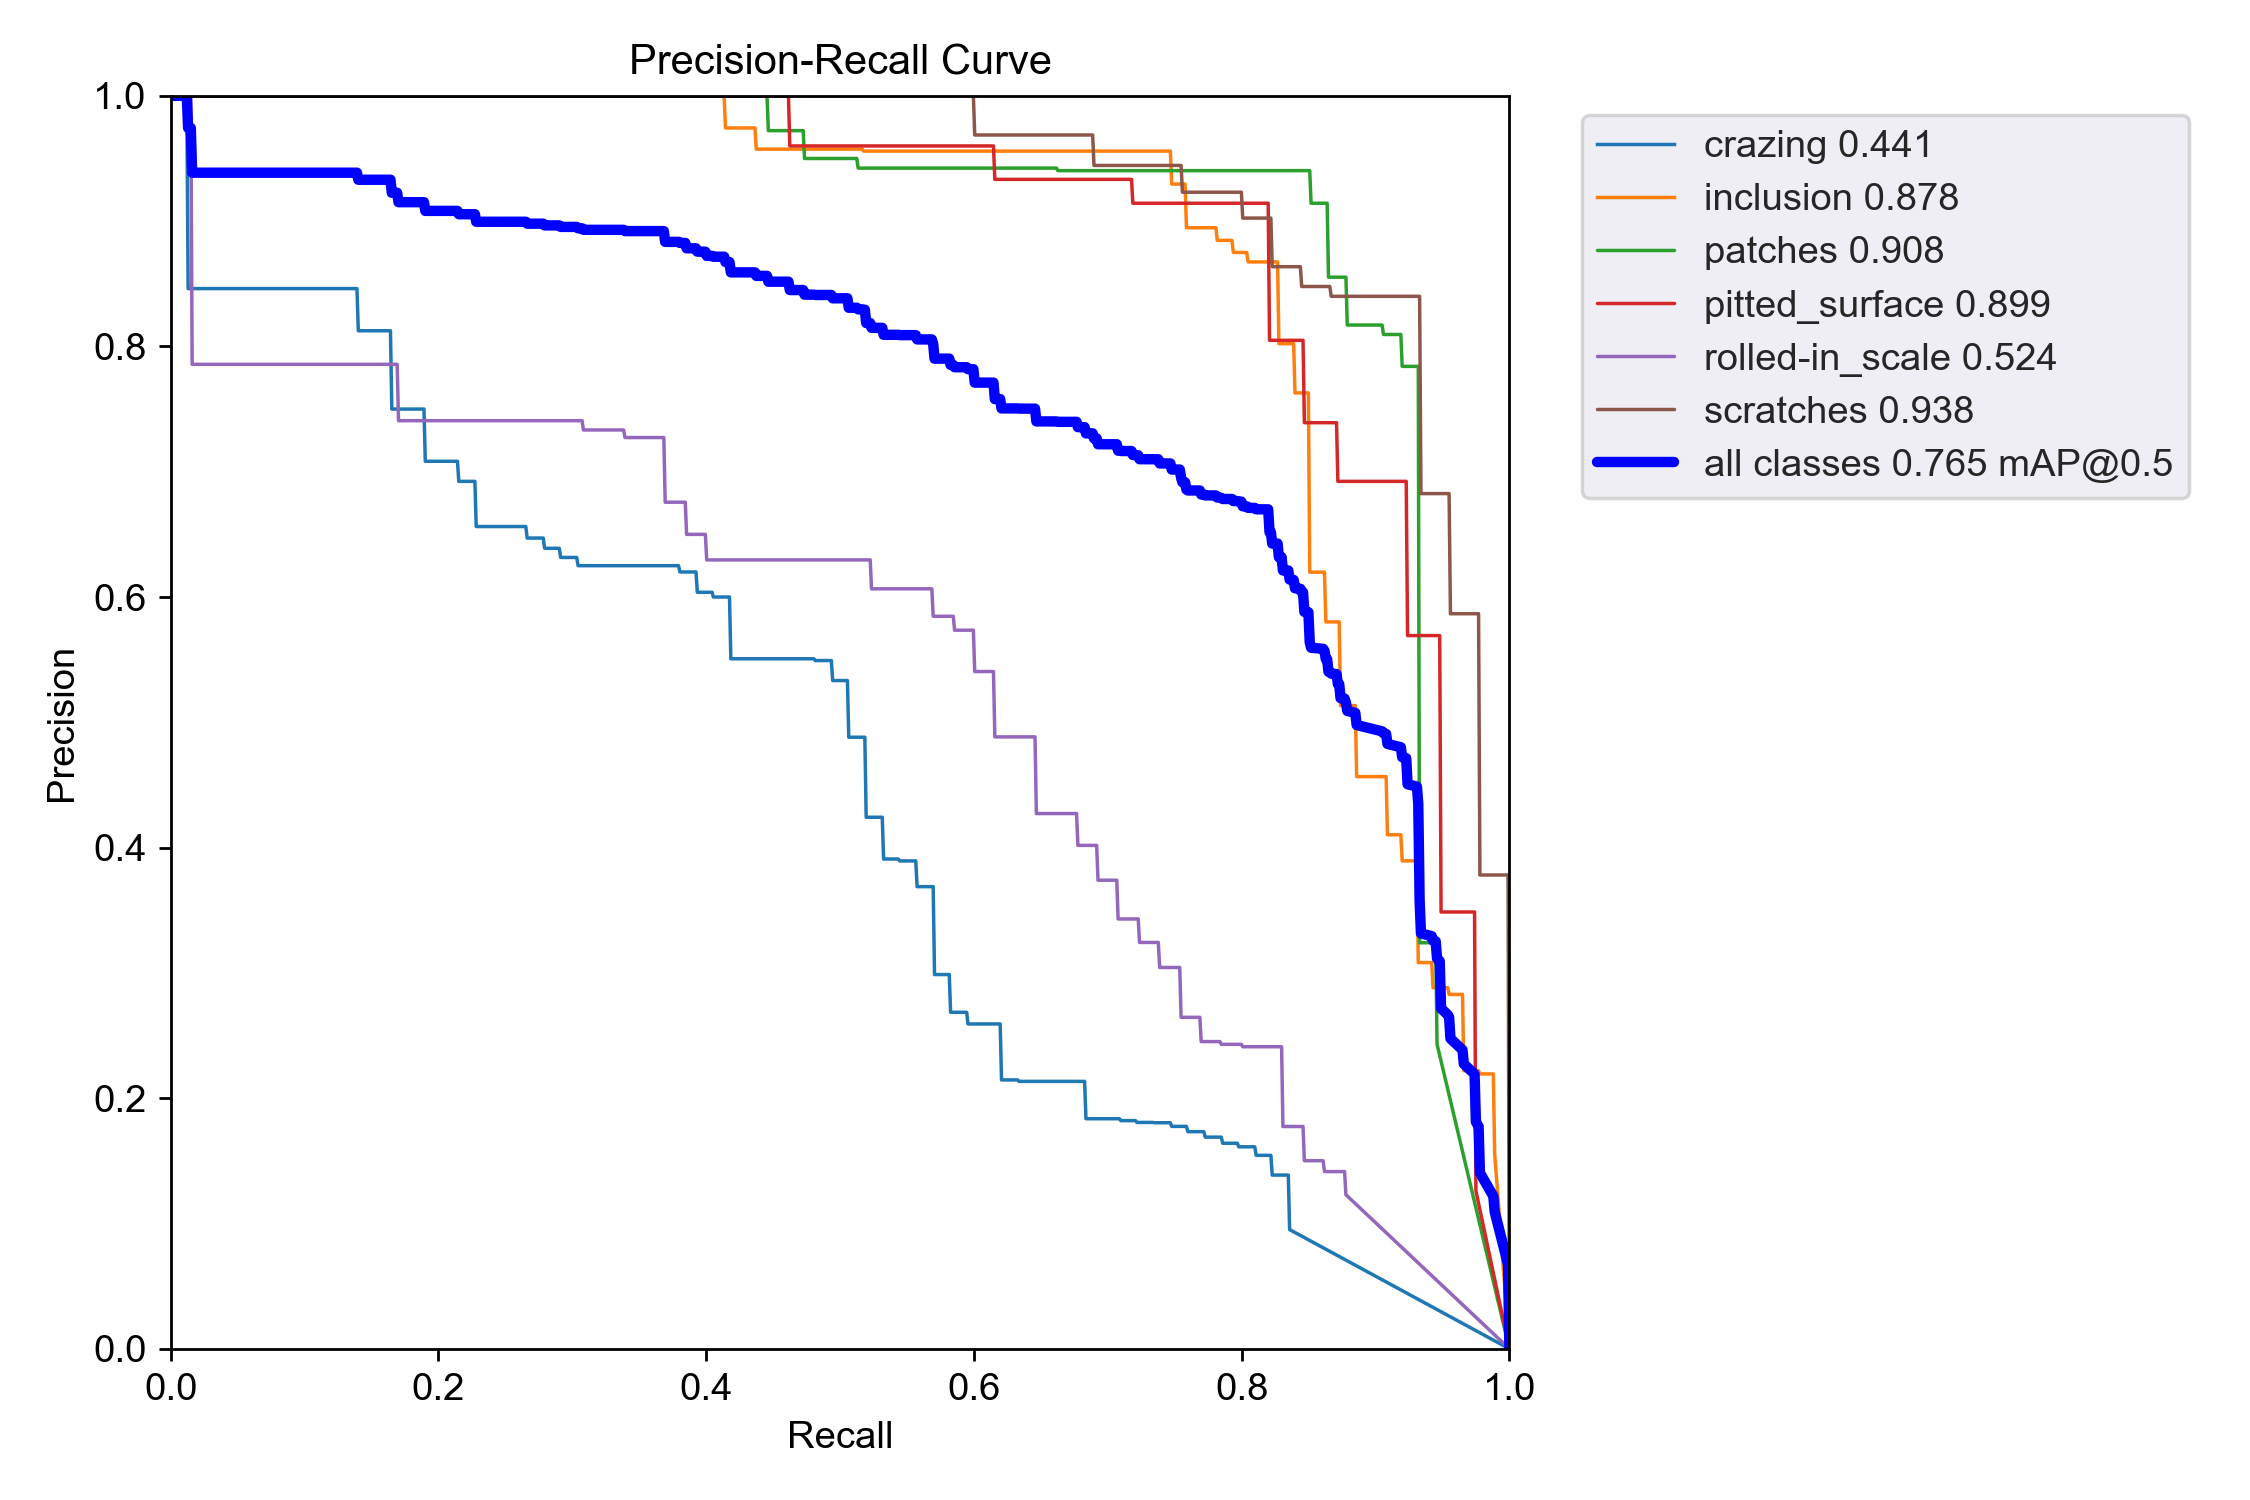 Precision-Recall Curve
1.0
0.8
0.6
0.4
0.2
0.0
Precision
0.0 0.2 0.4 0.6 0.8 1.0
Recall
crazing 0.441
inclusion 0.878
patches 0.908
pitted_surface 0.899
rolled-in_scale 0.524
scratches 0.938
all classes 0.765 mAP@0.5